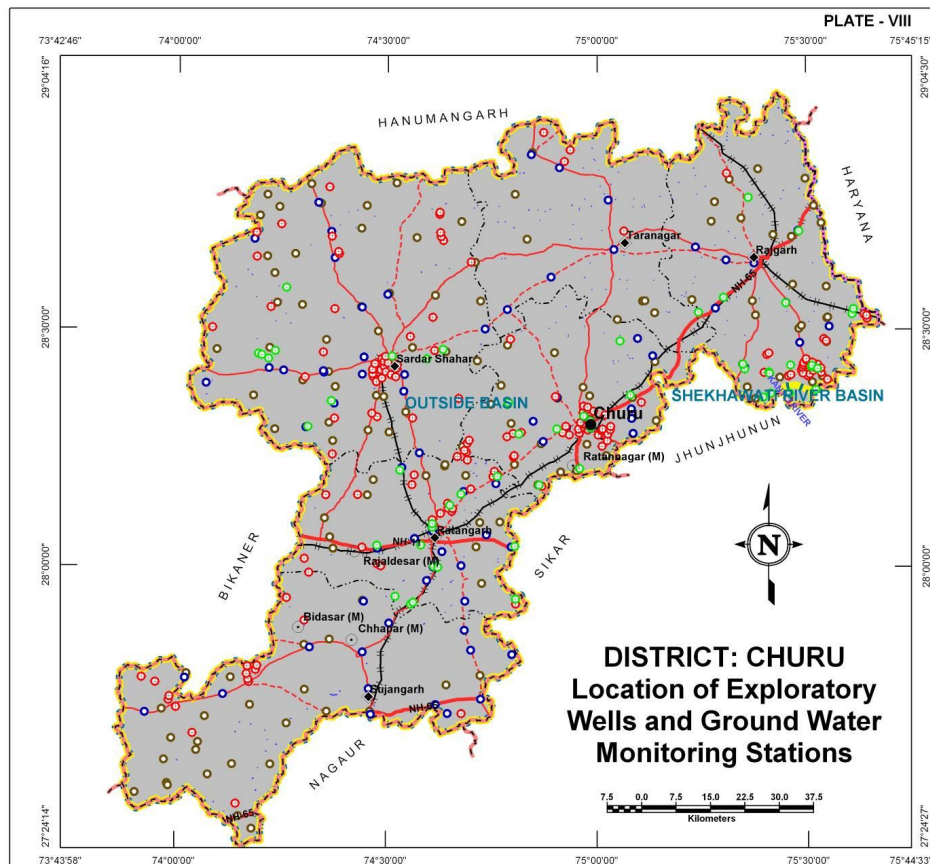 PLATE - VIII
73°42'46"
74°00'00"
74°30'00"
75°00'00"
75°30'00"
75°45'15"
29°04'16"
29°04'30"
HANUMANGARH
HARYANA
Taranagar
Rajgarh
NH-65
28°30'00"
28°30'00"
Sardar Shahar
OUTSIDE BASIN
SHEKHAWATI RIVER BASIN
RIVER
Churu
JHUNJHUNUN
Ratannagar (M)
Ratangarh
NH-11
N
SIKAR
BIKANER
28°00'00"
28°00'00"
Rajaldesar (M)
Bidasar (M)
Chhapar (M)
DISTRICT: CHURU
Location of Exploratory
Wells and Ground Water
Monitoring Stations
Sujangarh
NH-65
NAGAUR
7.5 0.0 7.5 15.0 22.5 30.0 37.5
Kilometers
NH-65
27°24'14"
27°24'27"
73°43'58"
74°00'00"
74°30'00"
75°00'00"
75°30'00"
75°44'33"